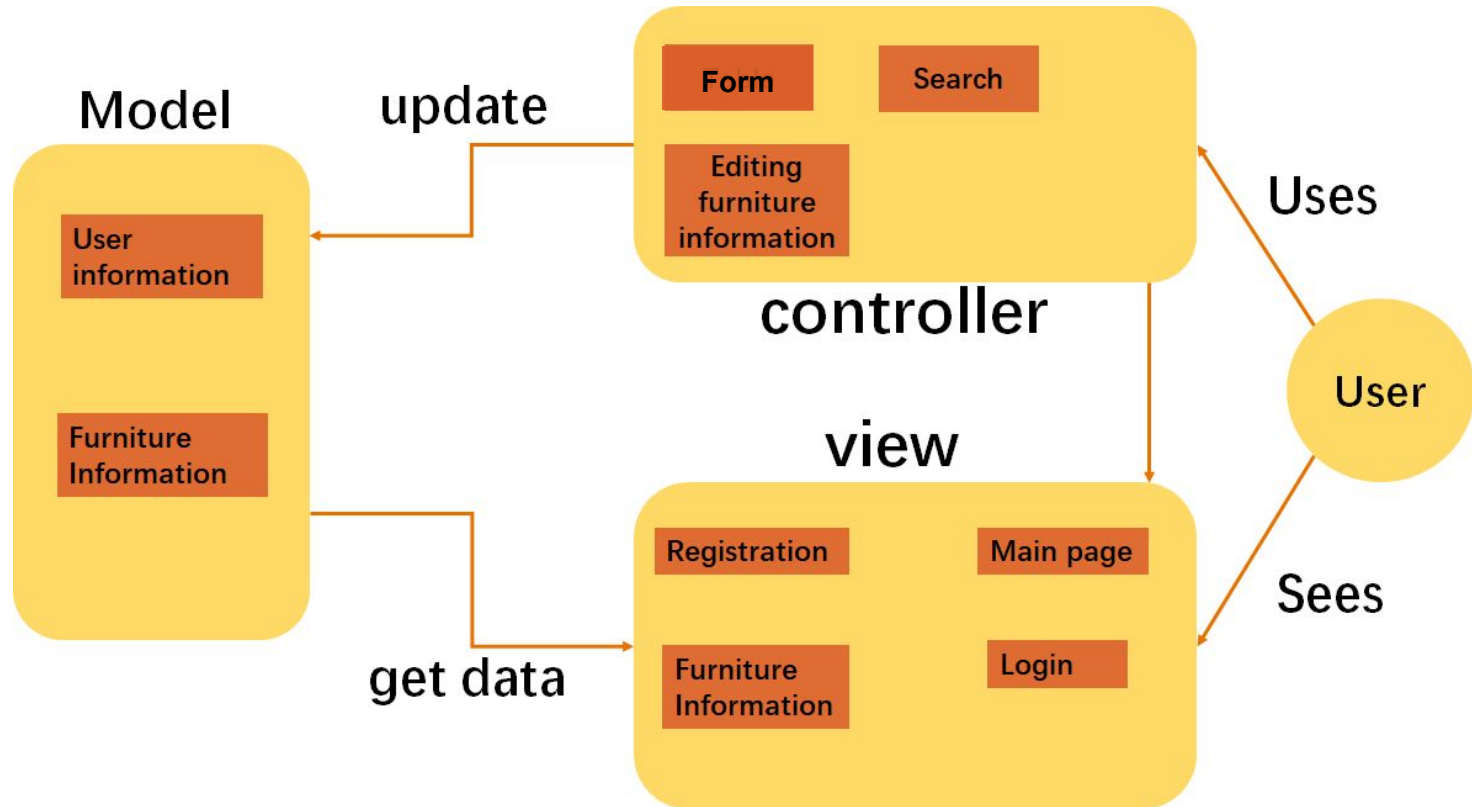 Form
Search
Model
update
Editing
furniture
information
Uses
User
information
controller
User
Furniture
Information
view
Registration
Main page
Sees
get data
Furniture
Information
Login